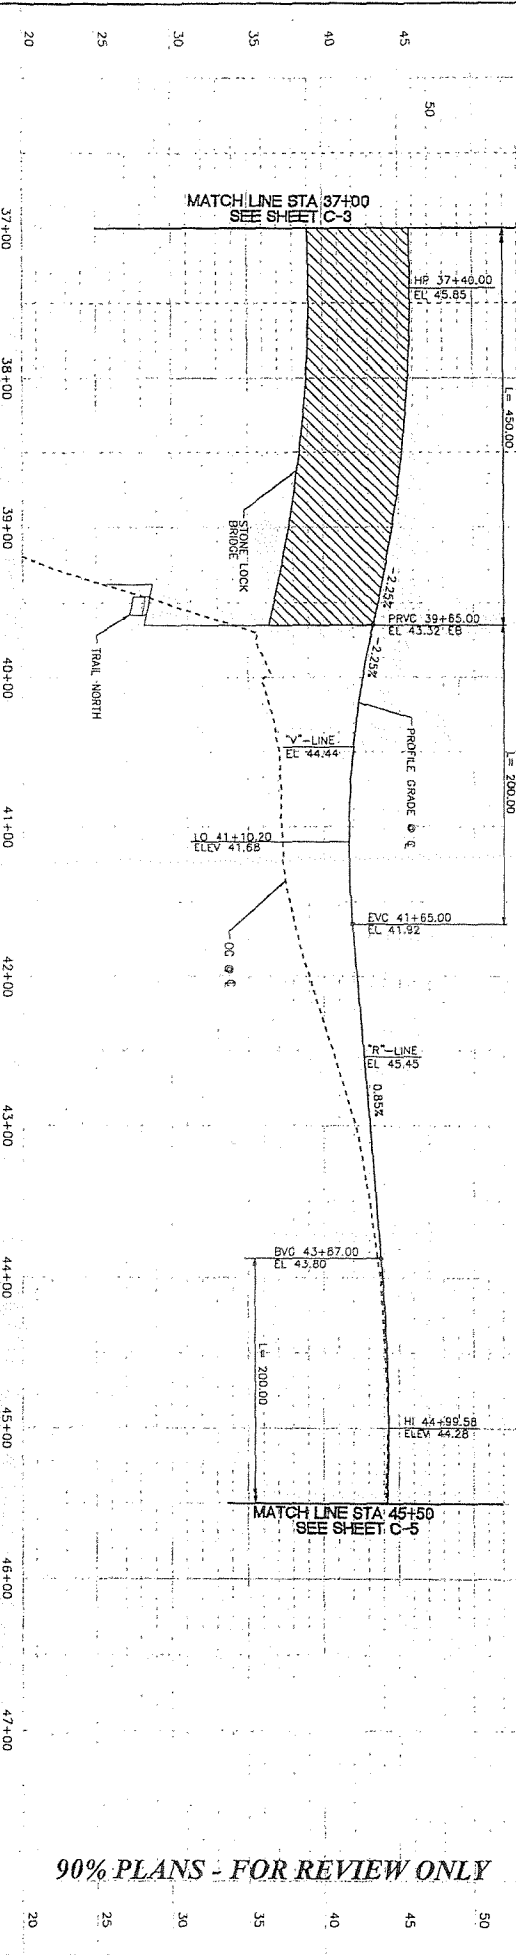 20
25
30
35
40
45
50
MATCH LINE STA 37+00
SEE SHEET C-3
37+00
HP 37+40.00
EL 45.85
L= 450.00
38+00
39+00
STONE LOCK
BRIDGE
-2.25%
PRVC 39+65.00
EL 43.32 EB
-2.25%
TRAIL NORTH
40+00
PROFILE GRADE @ ℄
"V"-LINE
EL 44.44
L= 200.00
41+00
LO 41+10.20
ELEV 41.68
EVC 41+65.00
EL 41.92
OG @ ℄
42+00
"R"-LINE
EL 45.45
0.85%
43+00
BVC 43+87.00
EL 43.80
44+00
L= 200.00
45+00
HI 44+99.58
ELEV 44.28
MATCH LINE STA 45+50
SEE SHEET C-5
46+00
47+00
90% PLANS - FOR REVIEW ONLY
20
25
30
35
40
45
50